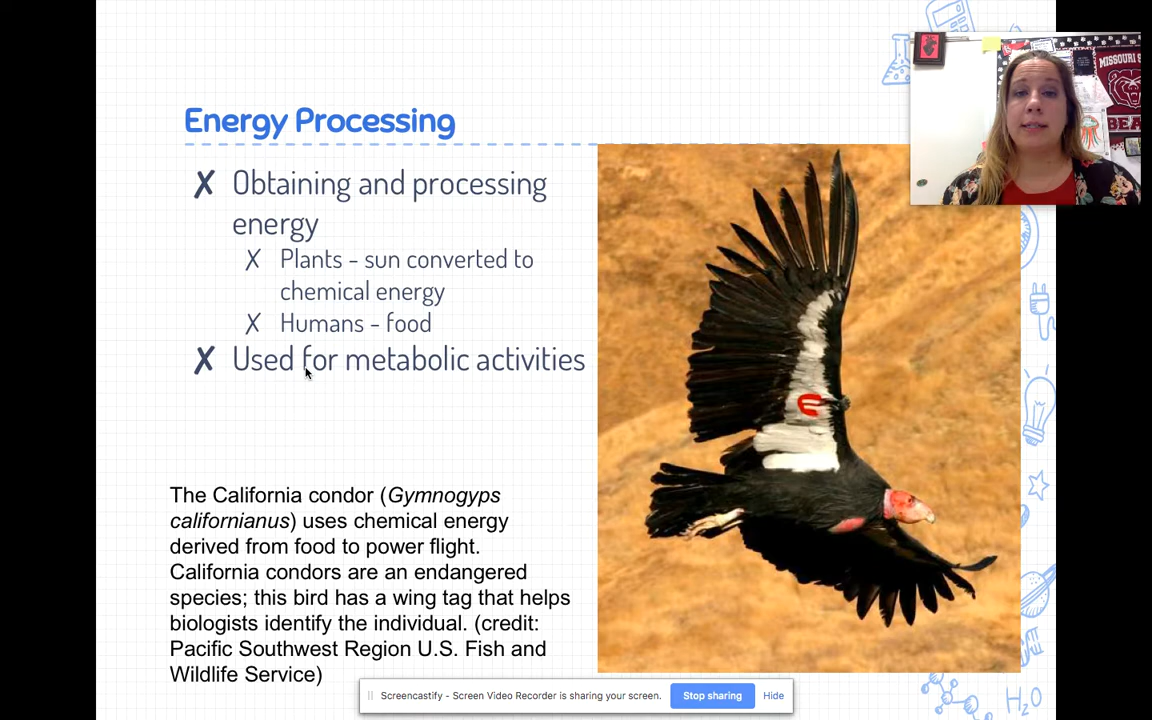 Energy Processing
✗ Obtaining and processing
energy
✗ Plants - sun converted to
chemical energy
✗ Humans - food
✗ Used for metabolic activities
The California condor (Gymnogyps
californianus) uses chemical energy
derived from food to power flight.
California condors are an endangered
species; this bird has a wing tag that helps
biologists identify the individual. (credit:
Pacific Southwest Region U.S. Fish and
Wildlife Service)
MISSOURI S
BEA
H₂O
Screencastify - Screen Video Recorder is sharing your screen.
Stop sharing
Hide